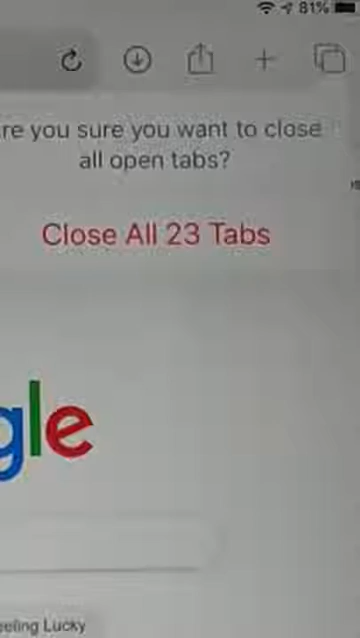 81%
re you sure you want to close
all open tabs?
Close All 23 Tabs
gle
eeling Lucky